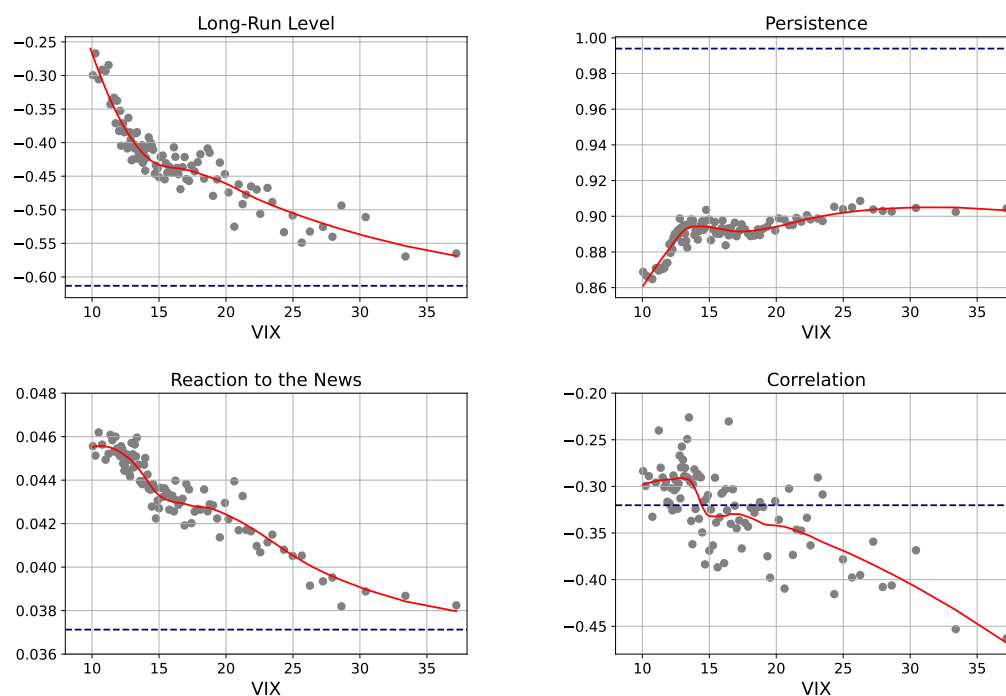 Long-Run Level
−0.25
−0.30
−0.35
−0.40
−0.45
−0.50
−0.55
−0.60
10 15 20 25 30 35
VIX
Persistence
1.00
0.98
0.96
0.94
0.92
0.90
0.88
0.86
10 15 20 25 30 35
VIX
Reaction to the News
0.048
0.046
0.044
0.042
0.040
0.038
0.036
10 15 20 25 30 35
VIX
Correlation
−0.20
−0.25
−0.30
−0.35
−0.40
−0.45
10 15 20 25 30 35
VIX